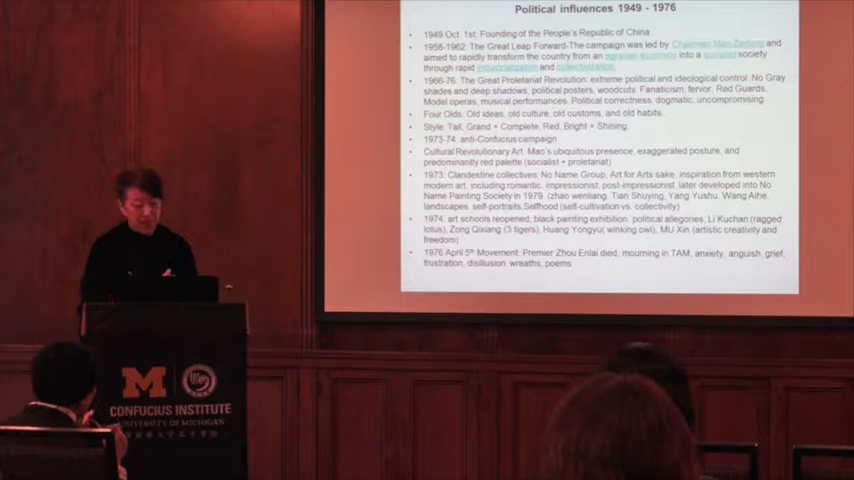 Political influences 1949 - 1976
• 1949 Oct. 1st: Founding of the People's Republic of China
• 1958-1962: The Great Leap Forward-The campaign was led by Chairman Mao Zedong and
aimed to rapidly transform the country from an agrarian economy into a socialist society
through rapid industrialization and collectivization.
• 1966-76: The Great Proletarial Revolution: extreme political and ideological control. No Gray
shades and deep shadows, political posters, woodcuts. Fanaticism, fervor, Red Guards,
Model operas, musical performances. Political correctness, dogmatic, uncompromising.
• Four Olds: Old ideas, old culture, old customs, and old habits.
• Style: Tall, Grand + Complete, Red, Bright + Shining
• 1973-74: anti-Confucius campaign
• Cultural Revolutionary Art, Mao's ubiquitous presence, exaggerated posture, and
predominantly red palette (socialist + proletariat)
• 1973: Clandestine collectives: No Name Group, Art for Arts sake, inspiration from western
modern art, including romantic, impressionist, post-impressionist, later developed into No
Name Painting Society in 1979. (zhao wenliang, Tian Shuying, Yang Yushu, Wang Aihe,
landscapes. self-portraits.Selfhood (self-cultivation vs. collectivity)
• 1974: art schools reopened, black painting exhibition: political allegories, Li Kuchan (ragged
lotus), Zong Qixiang (3 tigers), Huang Yongyu( winking owl), MU Xin (artistic creativity and
freedom)
• 1976 April 5th Movement: Premier Zhou Enlai died, mourning in TAM, anxiety, anguish, grief,
frustration, disillusion, wreaths, poems
M
CONFUCIUS INSTITUTE
UNIVERSITY OF MICHIGAN